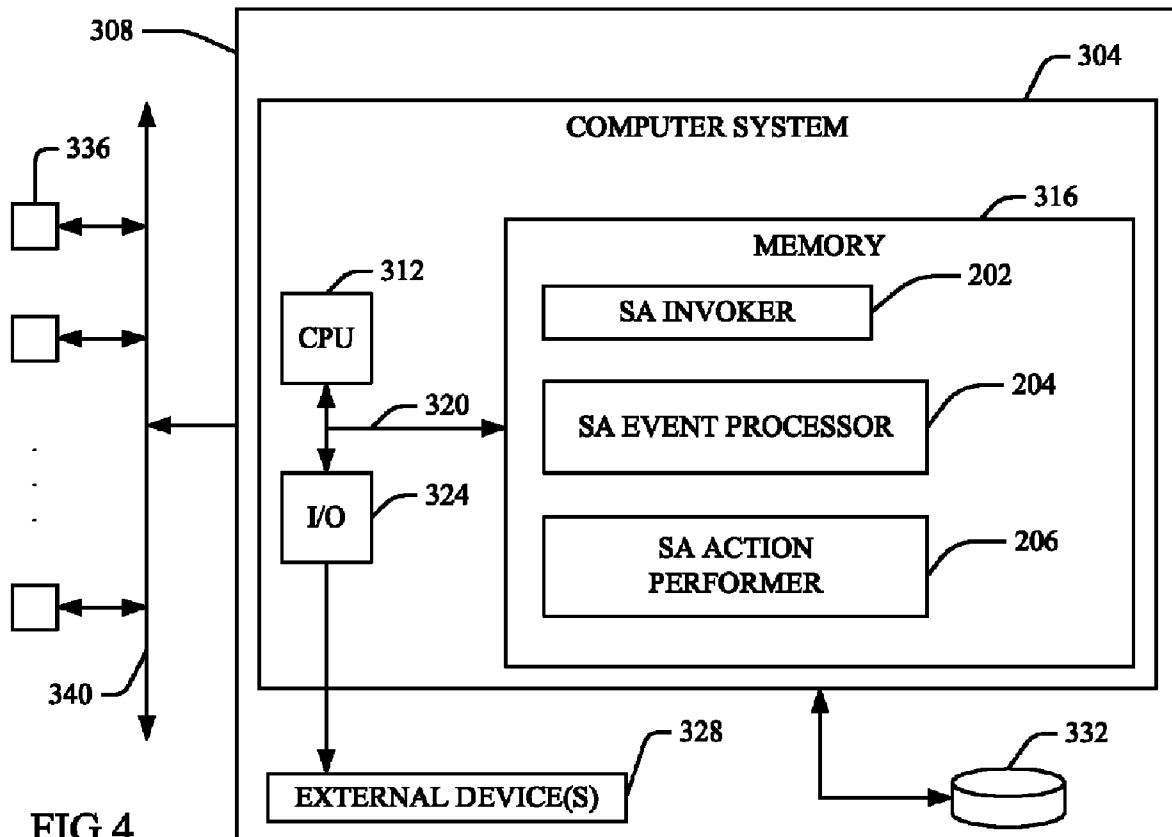 308
304
COMPUTER SYSTEM
336
316
MEMORY
312
202
SA INVOKER
CPU
204
320
SA EVENT PROCESSOR
324
I/O
206
SA ACTION
PERFORMER
340
328
332
EXTERNAL DEVICE(S)
FIG 4